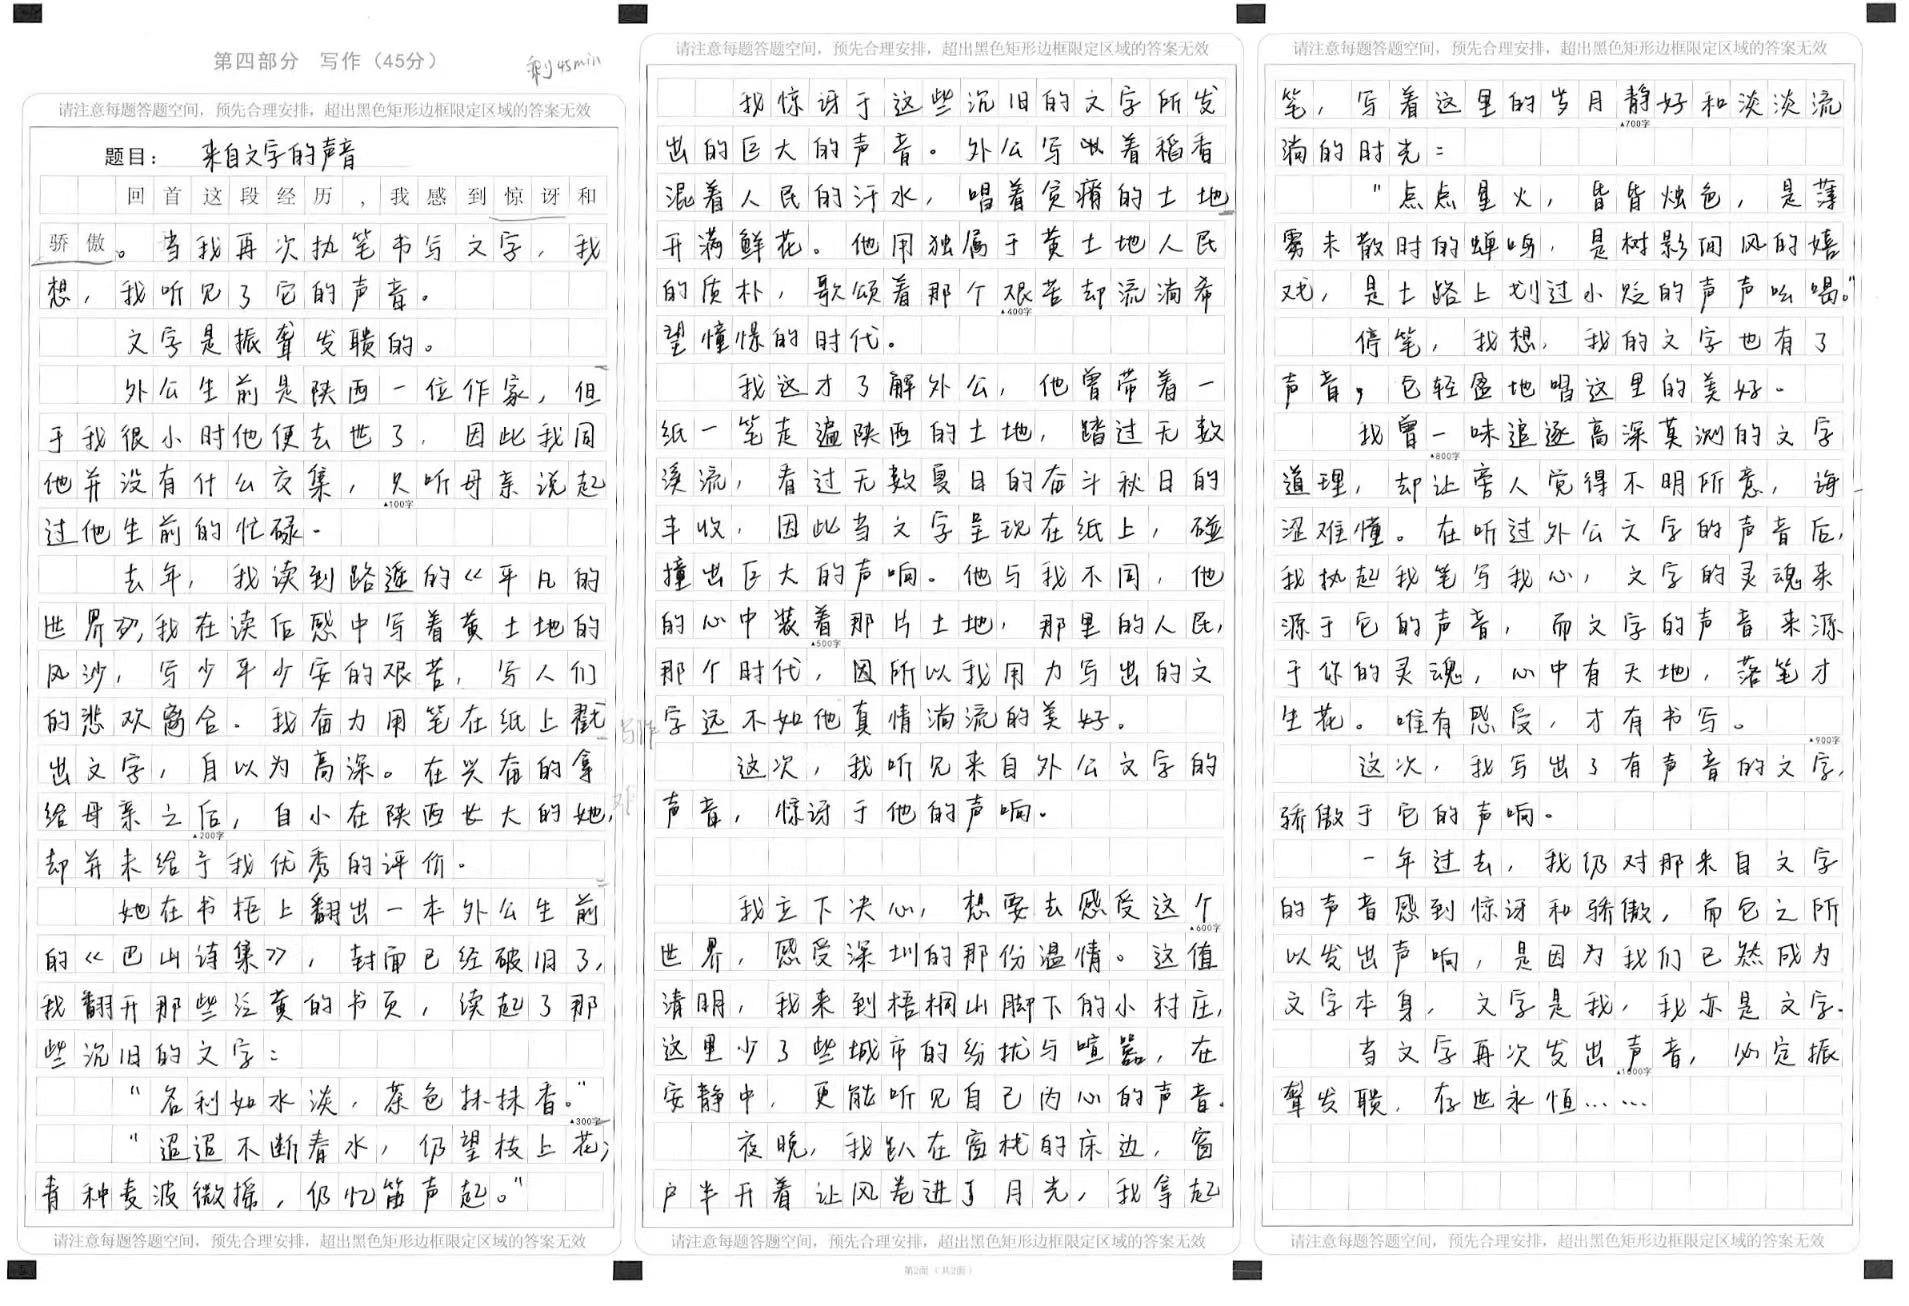 第四部分 写作（45分）
剩45min
请注意每题答题空间，预先合理安排，超出黑色矩形边框限定区域的答案无效
题目： 来自文字的声音
回首这段经历，我感到惊讶和
骄傲。当我再次执笔书写文字，我
想，我听见了它的声音。
文字是振聋发聩的。
外公生前是陕西一位作家，但
于我很小时他便去世了，因此我同
他并没有什么交集，只听母亲说起
▲100字
过他生前的忙碌。
去年，我读到路遥的《平凡的
世界》，我在读后感中写着黄土地的
风沙，写少平少安的艰苦，写人们
的悲欢离合。我奋力用笔在纸上戳
出文字，自以为高深。在兴奋的拿
给母亲之后，自小在陕西长大的她，
▲200字
却并未给予我优秀的评价。
她在书柜上翻出一本外公生前
的《巴山诗集》，封面已经破旧了，
我翻开那些泛黄的书页，读起了那
些沉旧的文字：
“名利如水淡，茶色抹抹香。”
▲300字
“迢迢不断春水，仍望枝上花；
青种麦波微摇，仍忆笛声起。”
请注意每题答题空间，预先合理安排，超出黑色矩形边框限定区域的答案无效
请注意每题答题空间，预先合理安排，超出黑色矩形边框限定区域的答案无效
我惊讶于这些沉旧的文字所发
出的巨大的声音。外公写着稻香
混着人民的汗水，唱着贫瘠的土地
开满鲜花。他用独属于黄土地人民
的质朴，歌颂着那个艰苦却流淌希
▲400字
望憧憬的时代。
我这才了解外公，他曾带着一
纸一笔走遍陕西的土地，踏过无数
溪流，看过无数夏日的奋斗秋日的
丰收，因此当文字呈现在纸上，碰
撞出巨大的声响。他与我不同，他
的心中装着那片土地，那里的人民，
▲500字
那个时代，因所以我用力写出的文
字远不如他真情淌流的美好。
这次，我听见来自外公文字的
声音，惊讶于他的声响。
我立下决心，想要去感受这个
▲600字
世界，感受深圳的那份温情。这值
清明，我来到梧桐山脚下的小村庄，
这里少了些城市的纷扰与喧嚣，在
安静中，更能听见自己内心的声音。
夜晚，我趴在窗栈的床边，窗
户半开着让风卷进了月光，我拿起
请注意每题答题空间，预先合理安排，超出黑色矩形边框限定区域的答案无效
第2面（共2面）
请注意每题答题空间，预先合理安排，超出黑色矩形边框限定区域的答案无效
笔，写着这里的岁月静好和淡淡流
▲700字
淌的时光：
“点点星火，皆皆烛色，是薄
雾未散时的蝉鸣，是树影间风的嬉
戏，是土路上划过小贩的声声吆喝。”
停笔，我想，我的文字也有了
声音，它轻盈地唱这里的美好。
我曾一味追逐高深莫测的文字
▲800字
道理，却让旁人觉得不明所意，诲
涩难懂。在听过外公文字的声音后，
我执起我笔写我心，文字的灵魂来
源于它的声音，而文字的声音来源
于你的灵魂，心中有天地，落笔才
生花。唯有感受，才有书写。
▲900字
这次，我写出了有声音的文字，
骄傲于它的声响。
一年过去，我仍对那来自文字
的声音感到惊讶和骄傲，而它之所
以发出声响，是因为我们已然成为
文字本身，文字是我，我亦是文字。
当文字再次发出声音，必定振
▲1000字
聋发聩，存世永恒……
请注意每题答题空间，预先合理安排，超出黑色矩形边框限定区域的答案无效